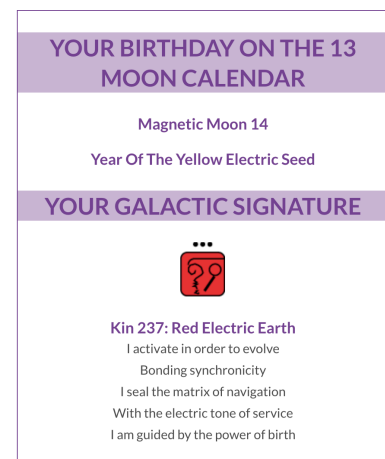 YOUR BIRTHDAY ON THE 13
MOON CALENDAR
Magnetic Moon 14
Year Of The Yellow Electric Seed
YOUR GALACTIC SIGNATURE
Kin 237: Red Electric Earth
I activate in order to evolve
Bonding synchronicity
I seal the matrix of navigation
With the electric tone of service
I am guided by the power of birth